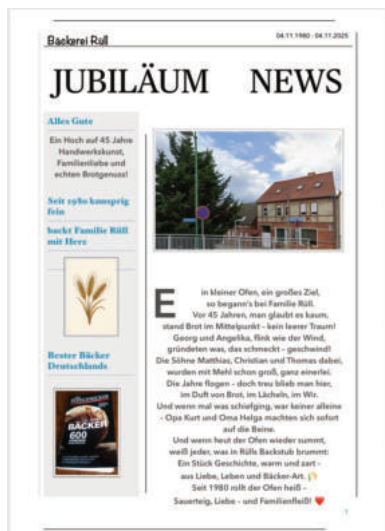 Bäckerei Rüll
04.11.1980 - 04.11.2025
JUBILÄUM NEWS
Alles Gute
Ein Hoch auf 45 Jahre
Handwerkskunst,
Familienliebe und
echten Brotgenuss!
Seit 1980 knusprig
fein
backt Familie Rüll
mit Herz
Bester Bäcker
Deutschlands
BÄCKER
600
Ein kleiner Ofen, ein großes Ziel,
so begann's bei Familie Rüll.
Vor 45 Jahren, man glaubt es kaum,
stand Brot im Mittelpunkt - kein leerer Traum!
Georg und Angelika, flink wie der Wind,
gründeten was, das schmeckt - geschwind!
Die Söhne Matthias, Christian und Thomas dabei,
wurden mit Mehl schon groß, ganz einerlei.
Die Jahre flogen - doch treu blieb man hier,
im Duft von Brot, im Lächeln, im Wir.
Und wenn mal was schiefging, war keiner alleine
- Opa Kurt und Oma Helga machten sich sofort
auf die Beine.
Und wenn heut der Ofen wieder summt,
weiß jeder, was in Rülls Backstub brummt:
Ein Stück Geschichte, warm und zart -
aus Liebe, Leben und Bäcker-Art.
Seit 1980 rollt der Ofen heiß -
Sauerteig, Liebe - und Familienfleiß!
1